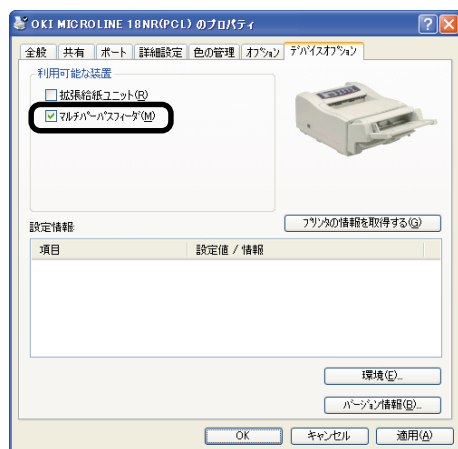 OKI MICROLINE 18NR(PCL) のプロパティ
全般 共有 ポート 詳細設定 色の管理 オプション デバイスオプション
利用可能な装置
拡張給紙ユニット(R)
マルチパーパスフィーダ(M)
プリンタの情報を取得する(G)
設定情報:
項目 設定値 / 情報
環境(E)...
バージョン情報(B)...
OK キャンセル 適用(A)